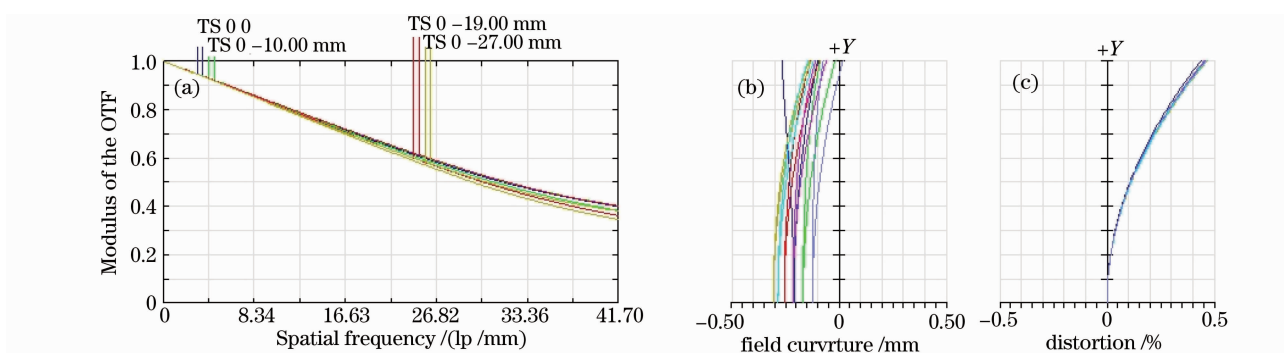 TS 0 0
TS 0 −10.00 mm
TS 0 −19.00 mm
TS 0 −27.00 mm
(a)
Modulus of the OTF
1.0
0.8
0.6
0.4
0.2
0
0 8.34 16.63 26.82 33.36 41.70
Spatial frequency /(lp /mm)
+Y
(b)
−0.50 0 0.50
field curvrture /mm
+Y
(c)
−0.5 0 0.5
distortion /%